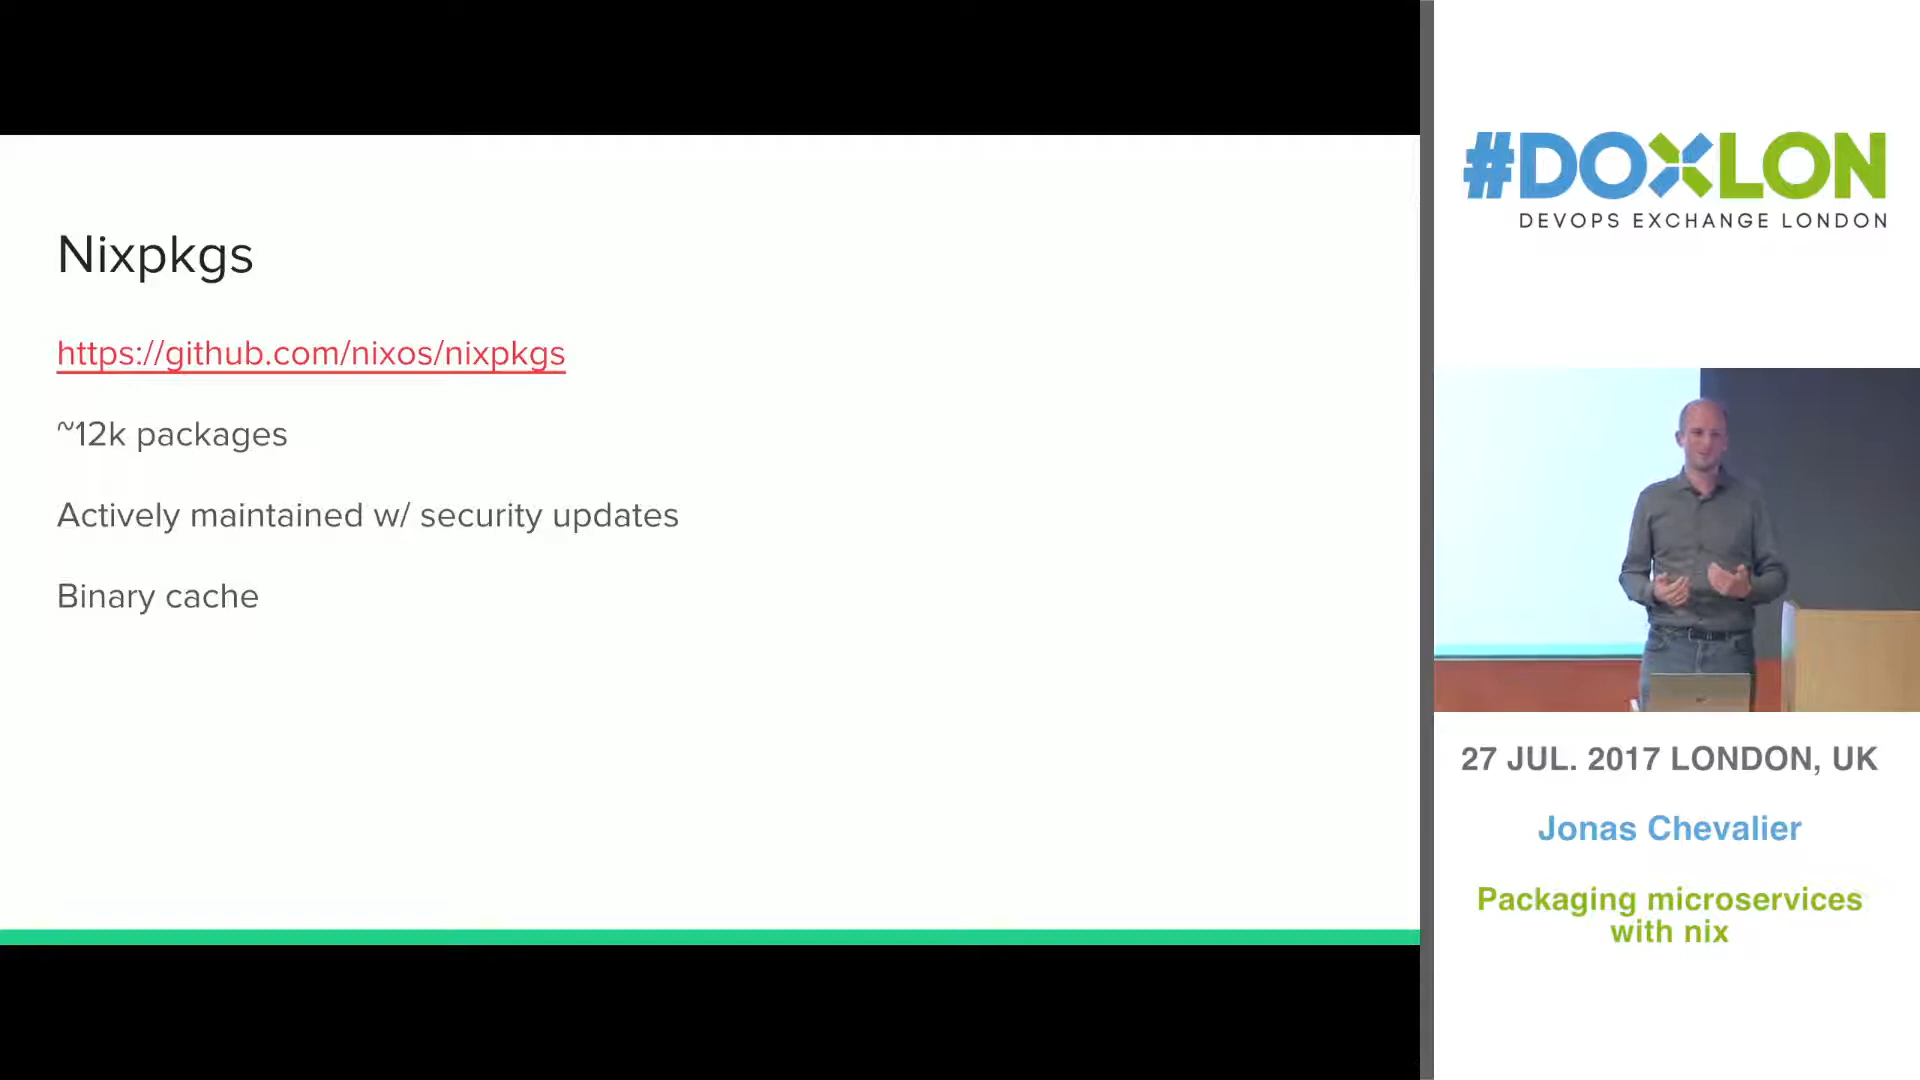 Nixpkgs
https://github.com/nixos/nixpkgs
~12k packages
Actively maintained w/ security updates
Binary cache
#DOXLON
DEVOPS EXCHANGE LONDON
27 JUL. 2017 LONDON, UK
Jonas Chevalier
Packaging microservices
with nix